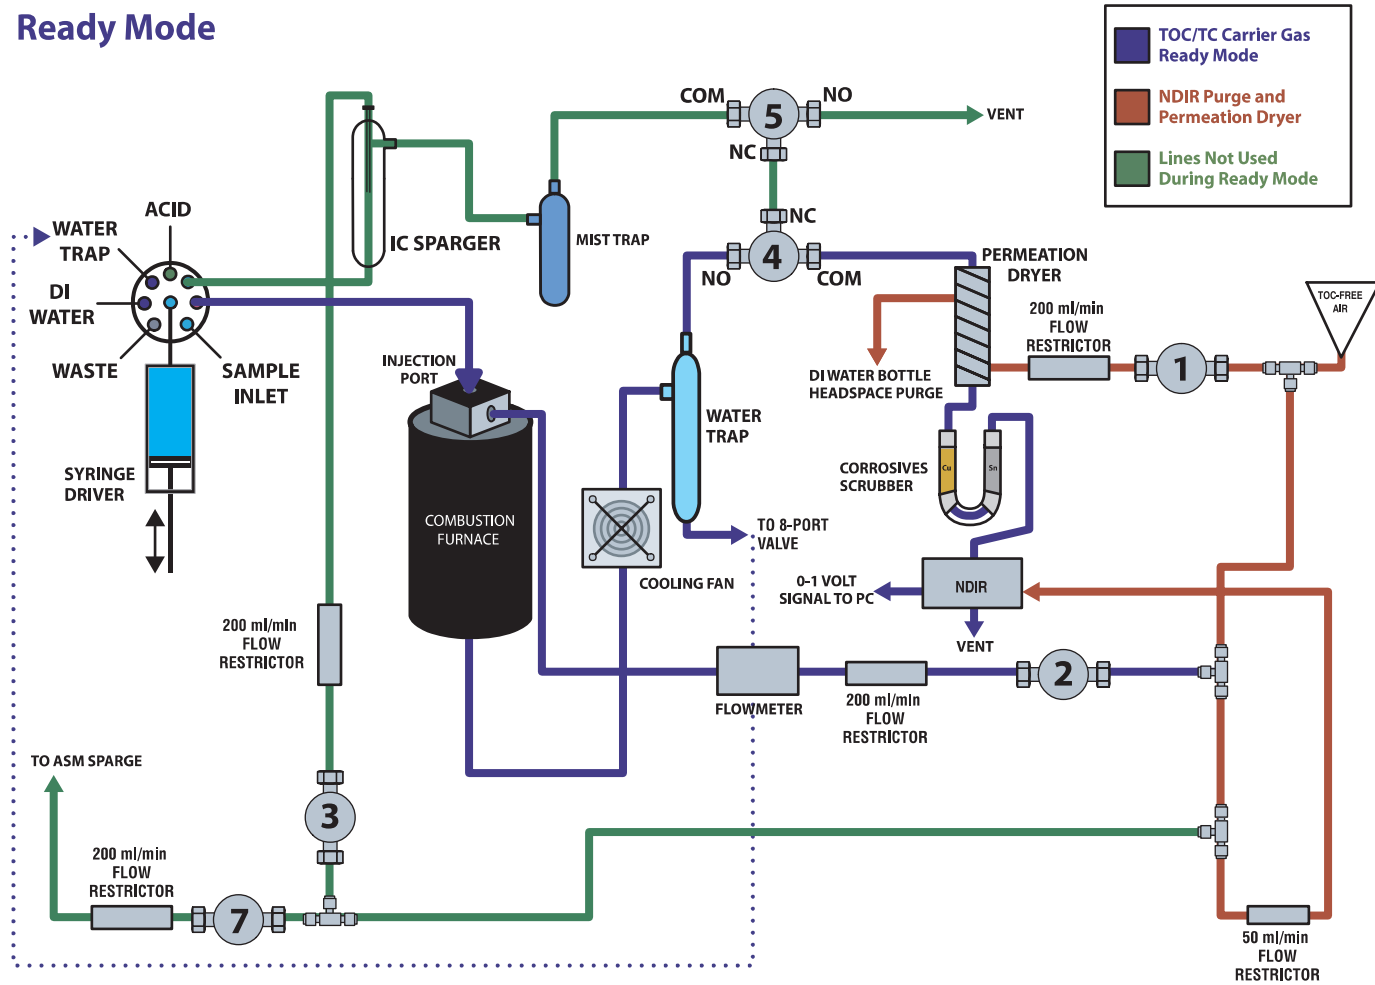 Ready Mode
TOC/TC Carrier Gas
Ready Mode
NDIR Purge and
Permeation Dryer
Lines Not Used
During Ready Mode
COM
5
NO
VENT
NC
ACID
WATER
TRAP
IC SPARGER
MIST TRAP
NC
4
NO
COM
PERMEATION
DRYER
TOC-FREE
AIR
DI
WATER
200 ml/min
FLOW
RESTRICTOR
1
WASTE
SAMPLE
INLET
INJECTION
PORT
DI WATER BOTTLE
HEADSPACE PURGE
WATER
TRAP
SYRINGE
DRIVER
CORROSIVES
SCRUBBER
Cu
Sn
COMBUSTION
FURNACE
TO 8-PORT
VALVE
COOLING FAN
0-1 VOLT
SIGNAL TO PC
NDIR
VENT
200 ml/min
FLOW
RESTRICTOR
FLOWMETER
200 ml/min
FLOW
RESTRICTOR
2
TO ASM SPARGE
3
200 ml/min
FLOW
RESTRICTOR
7
50 ml/min
FLOW
RESTRICTOR